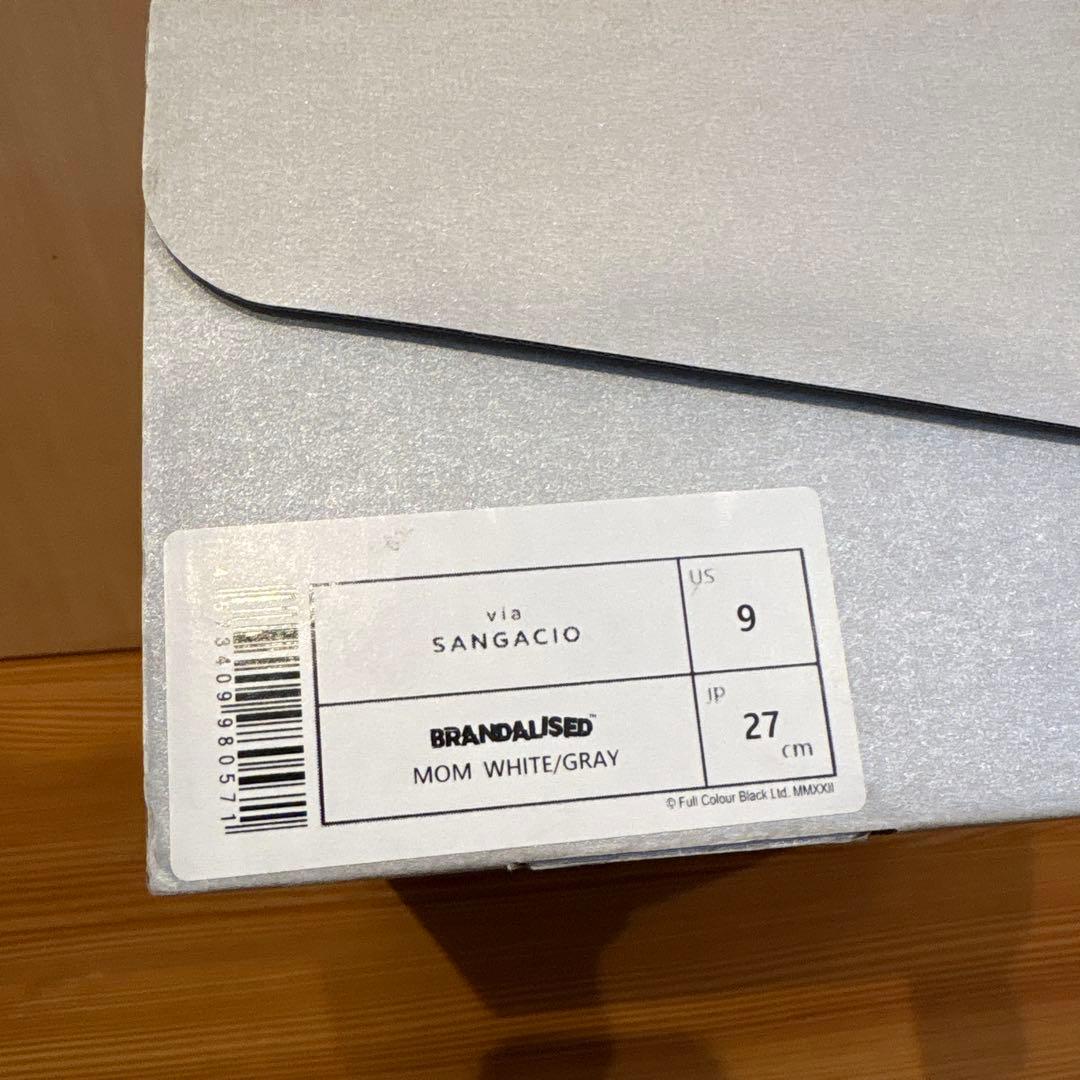 via
SANGACIO
US
9
BRANDALISED™
MOM WHITE/GRAY
JP
27
cm
© Full Colour Black Ltd. MMXXII